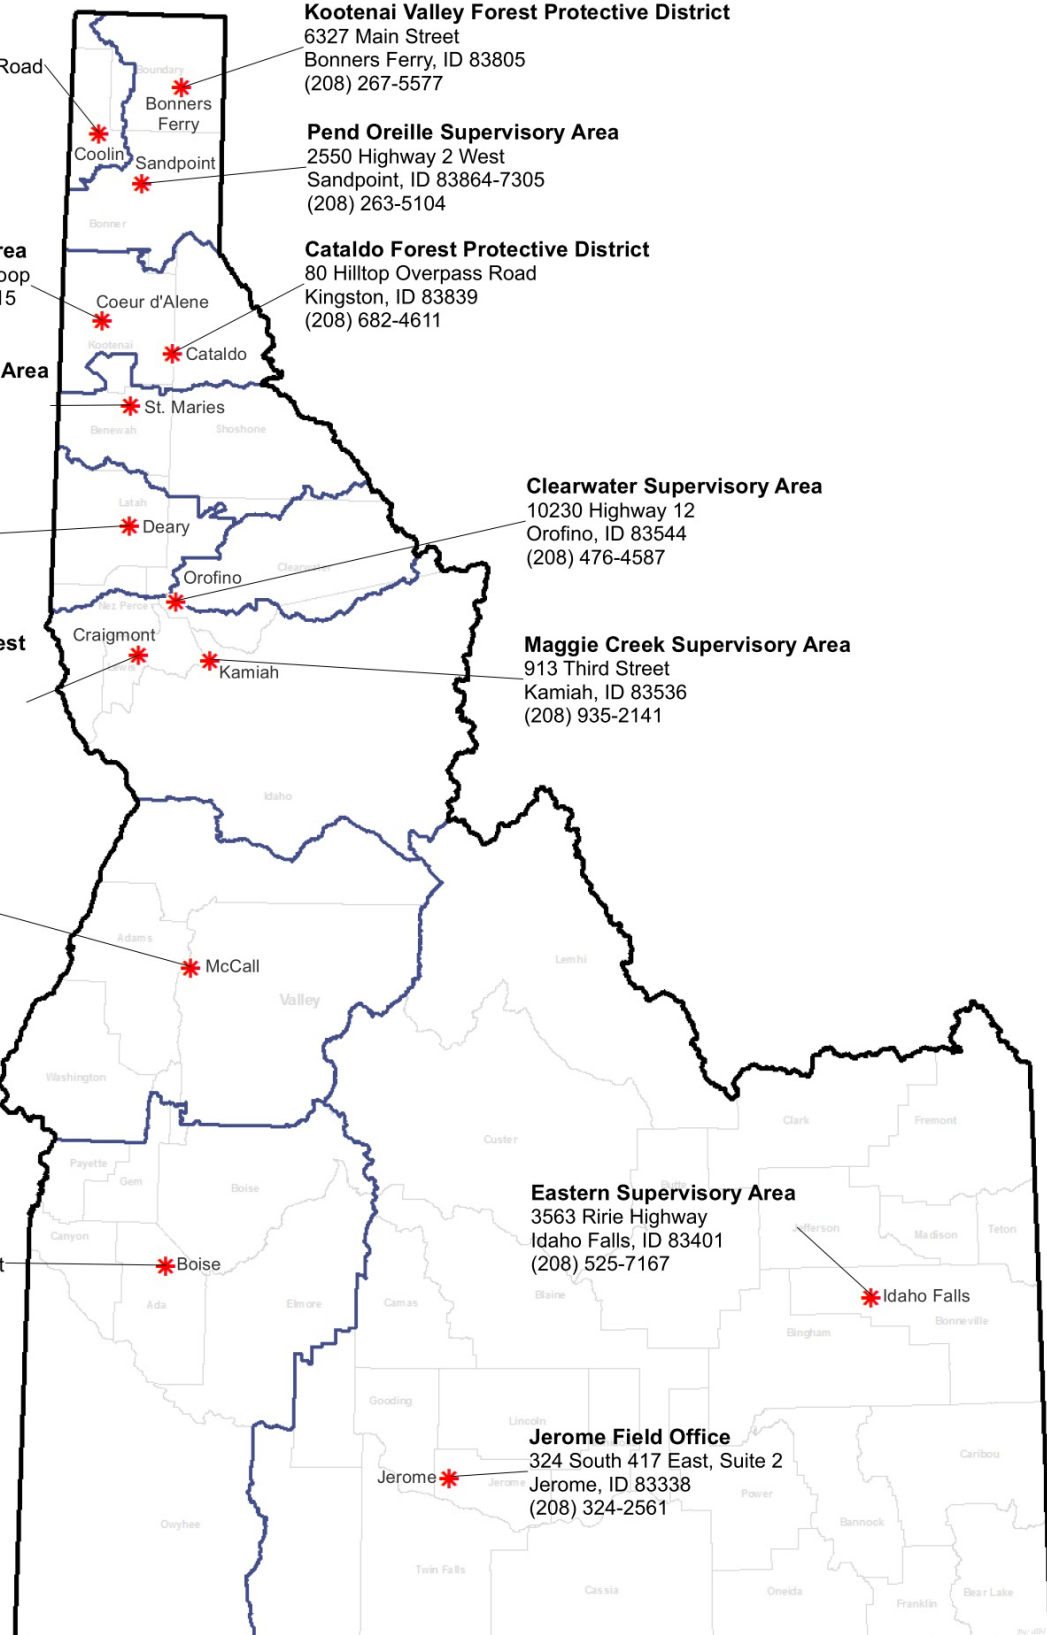 Kootenai Valley Forest Protective District
6327 Main Street
Bonners Ferry, ID 83805
(208) 267-5577
Road
Boundary
Bonners
Ferry
Coolin
Sandpoint
Pend Oreille Supervisory Area
2550 Highway 2 West
Sandpoint, ID 83864-7305
(208) 263-5104
Bonner
Cataldo Forest Protective District
80 Hilltop Overpass Road
Kingston, ID 83839
(208) 682-4611
rea
oop
15
Coeur d'Alene
Kootenai
Cataldo
Area
St. Maries
Benewah
Shoshone
Clearwater Supervisory Area
10230 Highway 12
Orofino, ID 83544
(208) 476-4587
Latah
Deary
Clearwater
Orofino
Nez Perce
est
Craigmont
Lewis
Kamiah
Maggie Creek Supervisory Area
913 Third Street
Kamiah, ID 83536
(208) 935-2141
Idaho
Adams
McCall
Lemhi
Valley
Washington
Custer
Clark
Fremont
Payette
Gem
Boise
Butte
Eastern Supervisory Area
3563 Ririe Highway
Idaho Falls, ID 83401
(208) 525-7167
Canyon
efferson
Madison
Teton
t
Boise
Ada
Elmore
Camas
Blaine
Idaho Falls
Bonneville
Bingham
Gooding
Lincoln
Jerome Field Office
324 South 417 East, Suite 2
Jerome, ID 83338
(208) 324-2561
Jerome
Jerome
Caribou
Power
Bannock
Owyhee
Twin Falls
Cassia
Oneida
Franklin
Bear Lake